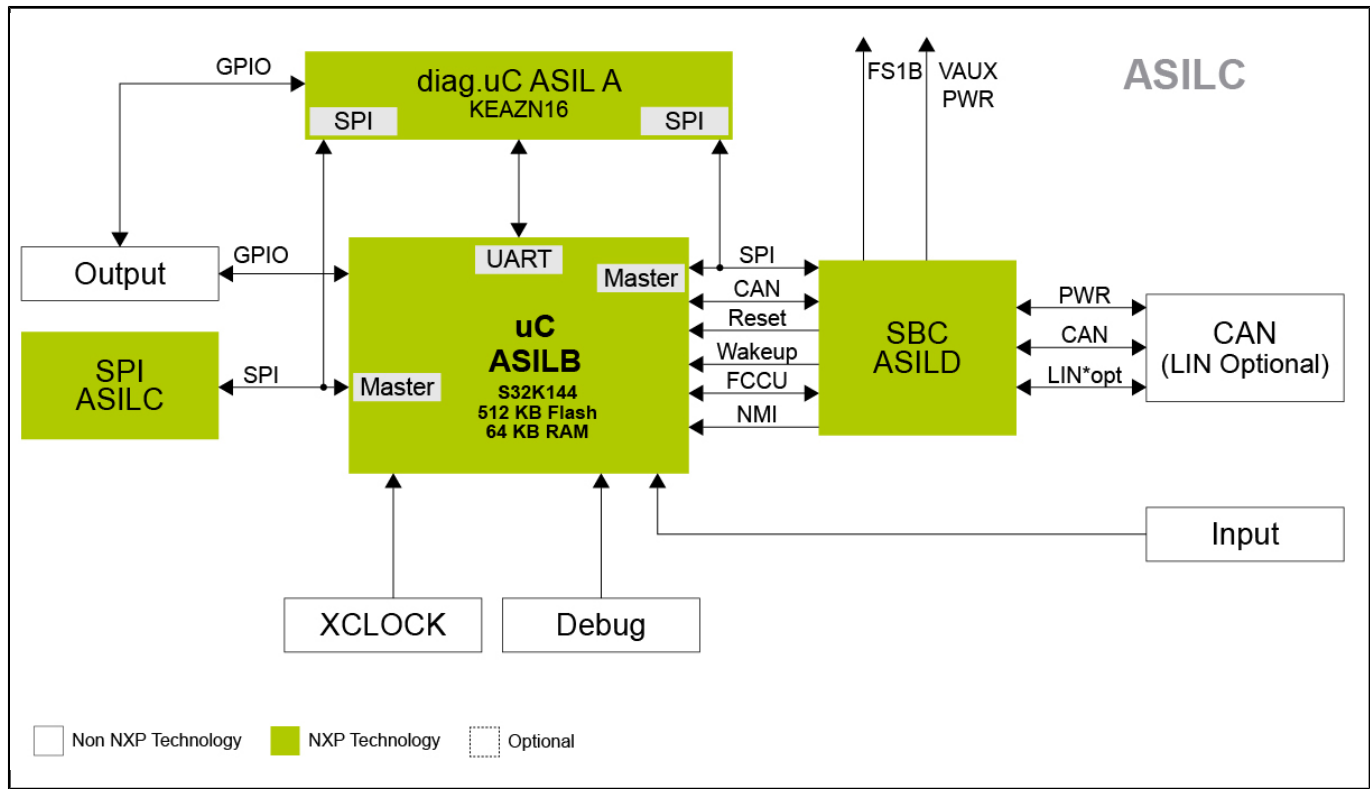 GPIO
diag.uC ASIL A
KEAZN16
SPI
SPI
FS1B
VAUX
PWR
ASILC
Output
GPIO
UART
Master
SPI
CAN
Reset
Wakeup
FCCU
NMI
uC
ASILB
S32K144
512 KB Flash
64 KB RAM
Master
SPI
ASILC
SPI
SBC
ASILD
PWR
CAN
LIN*opt
CAN
(LIN Optional)
Input
XCLOCK
Debug
Non NXP Technology
NXP Technology
Optional